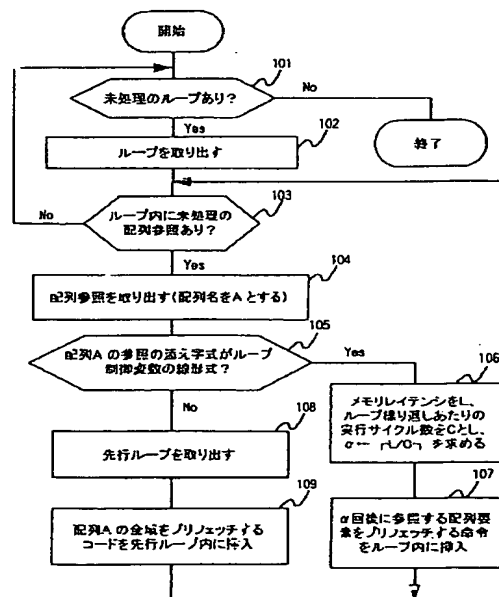 開始
101
未処理のループあり?
No
終了
Yes
102
ループを取り出す
103
ループ内に未処理の
配列参照あり?
No
Yes
104
配列参照を取り出す(配列名をAとする)
105
配列Aの参照の添え字式がループ
制御変数の線形式?
Yes
No
106
メモリレイテンシをL,
ループ繰り返しあたりの
実行サイクル数をCとし、
α← ┌L/C┐ を求める
108
先行ループを取り出す
107
α回後に参照する配列要
素をプリフェッチする命令
をループ内に挿入
109
配列Aの全域をプリフェッチする
コードを先行ループ内に挿入